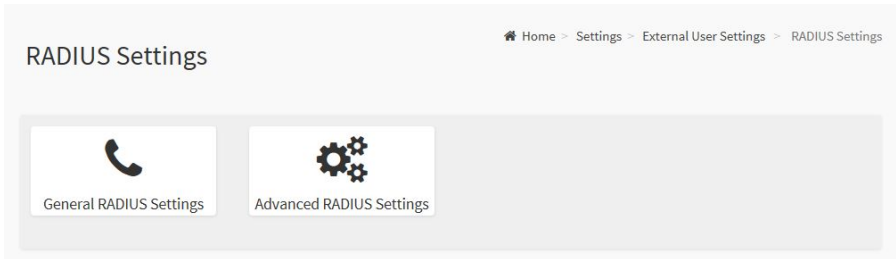 RADIUS Settings
Home > Settings > External User Settings > RADIUS Settings
General RADIUS Settings
Advanced RADIUS Settings